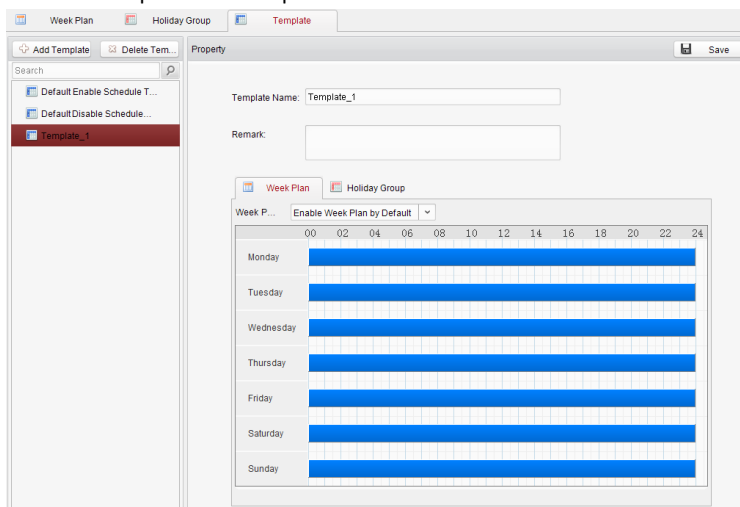 Week Plan Holiday Group Template
Add Template Delete Tem... Property Save
Search
Default Enable Schedule T...
Default Disable Schedule...
Template_1
Template Name: Template_1
Remark:
Week Plan Holiday Group
Week P... Enable Week Plan by Default
00 02 04 06 08 10 12 14 16 18 20 22 24
Monday
Tuesday
Wednesday
Thursday
Friday
Saturday
Sunday